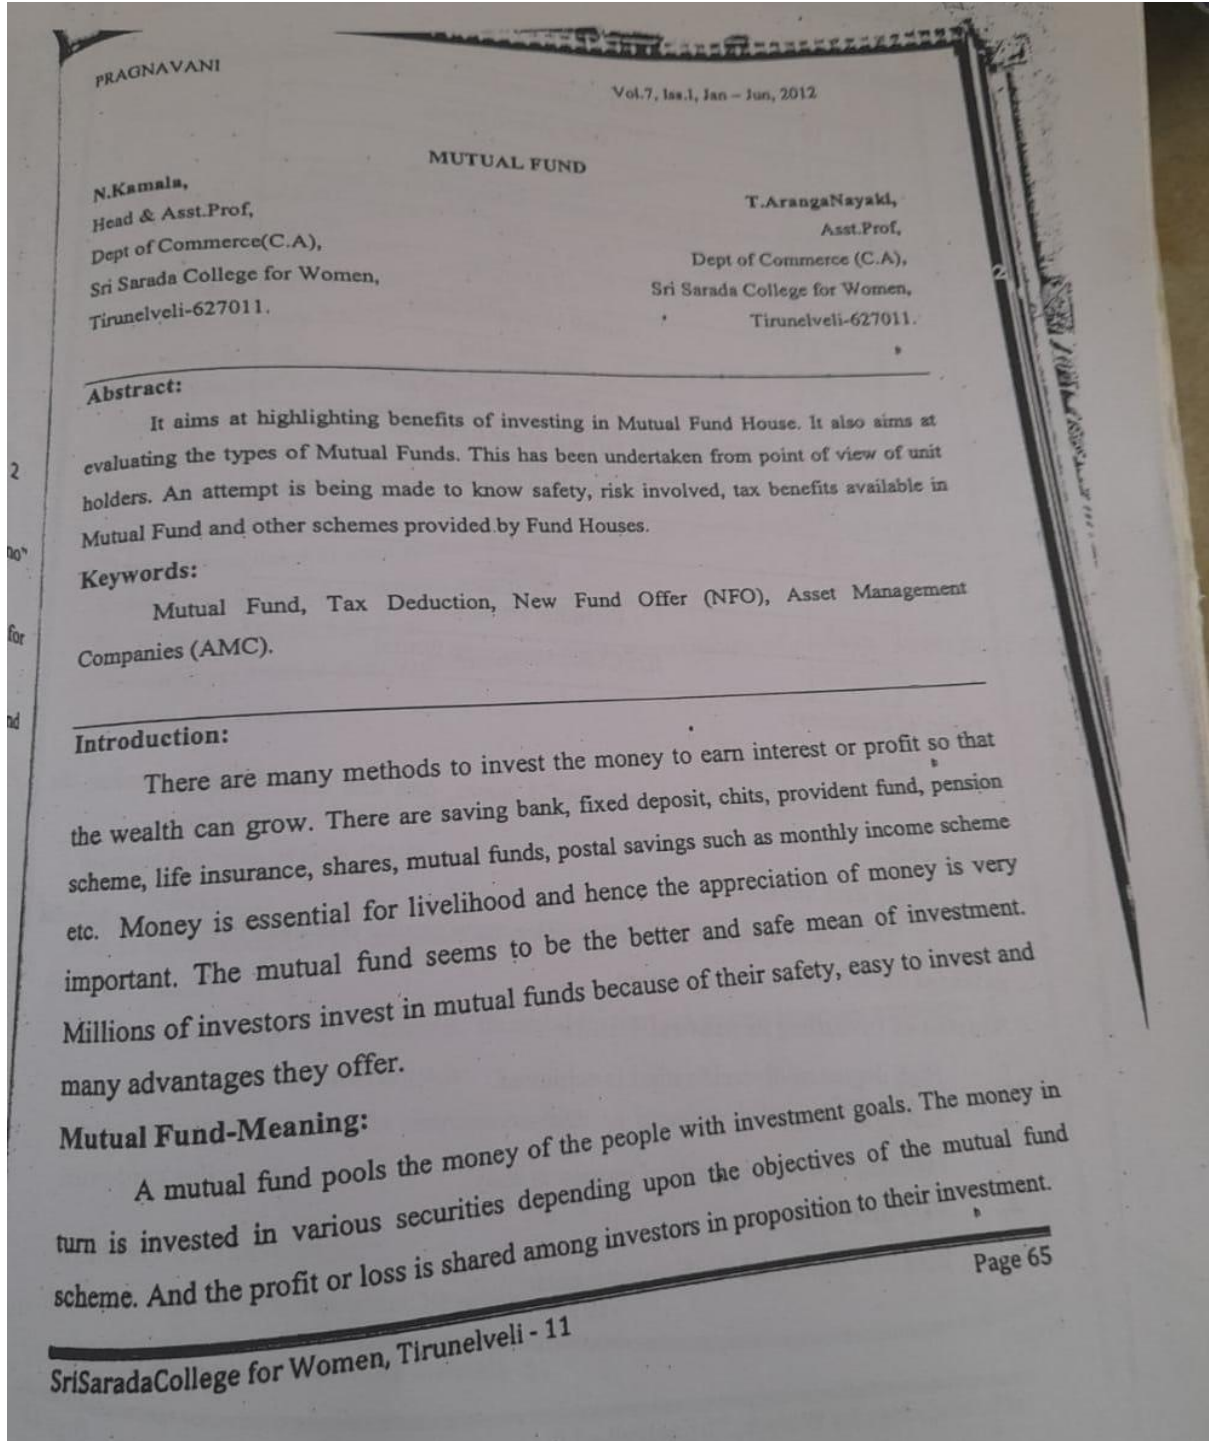 PRAGNAVANI
Vol.7, Iss.1, Jan – Jun, 2012
MUTUAL FUND
N.Kamala,
Head & Asst.Prof,
Dept of Commerce(C.A),
Sri Sarada College for Women,
Tirunelveli-627011.
T.ArangaNayaki,
Asst.Prof,
Dept of Commerce (C.A),
Sri Sarada College for Women,
Tirunelveli-627011.
Abstract:
It aims at highlighting benefits of investing in Mutual Fund House. It also aims at
evaluating the types of Mutual Funds. This has been undertaken from point of view of unit
holders. An attempt is being made to know safety, risk involved, tax benefits available in
Mutual Fund and other schemes provided by Fund Houses.
Keywords:
Mutual Fund, Tax Deduction, New Fund Offer (NFO), Asset Management
Companies (AMC).
Introduction:
There are many methods to invest the money to earn interest or profit so that
the wealth can grow. There are saving bank, fixed deposit, chits, provident fund, pension
scheme, life insurance, shares, mutual funds, postal savings such as monthly income scheme
etc. Money is essential for livelihood and hence the appreciation of money is very
important. The mutual fund seems to be the better and safe mean of investment.
Millions of investors invest in mutual funds because of their safety, easy to invest and
many advantages they offer.
Mutual Fund-Meaning:
A mutual fund pools the money of the people with investment goals. The money in
turn is invested in various securities depending upon the objectives of the mutual fund
scheme. And the profit or loss is shared among investors in proposition to their investment.
Page 65
SriSaradaCollege for Women, Tirunelveli - 11
2
for
2